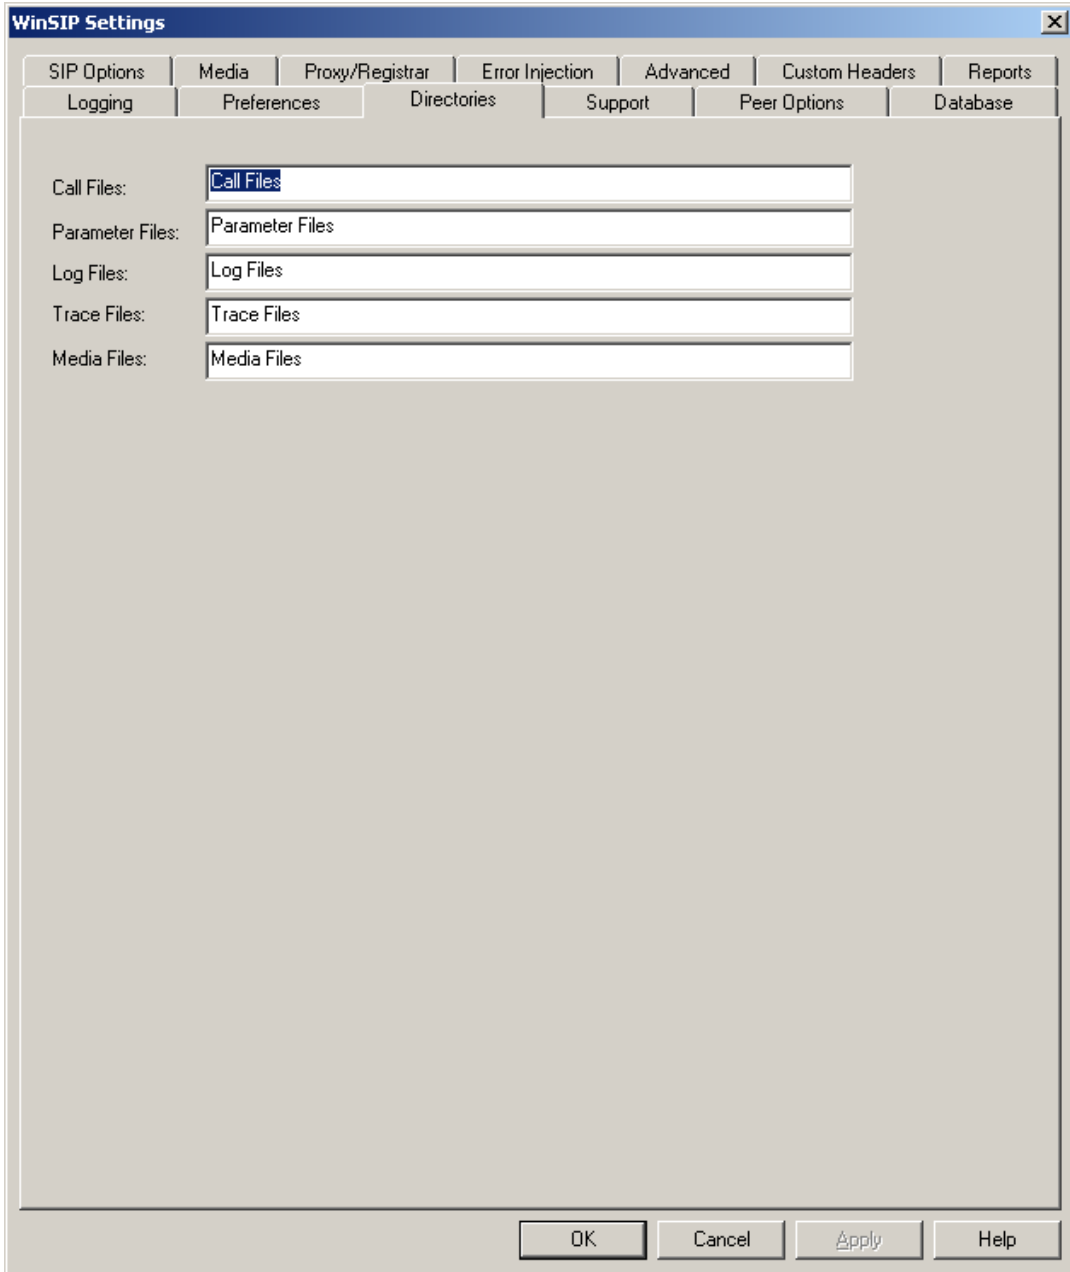 WinSIP Settings
SIP Options Media Proxy/Registrar Error Injection Advanced Custom Headers Reports
Logging Preferences Directories Support Peer Options Database
Call Files: Call Files
Parameter Files: Parameter Files
Log Files: Log Files
Trace Files: Trace Files
Media Files: Media Files
OK Cancel Apply Help